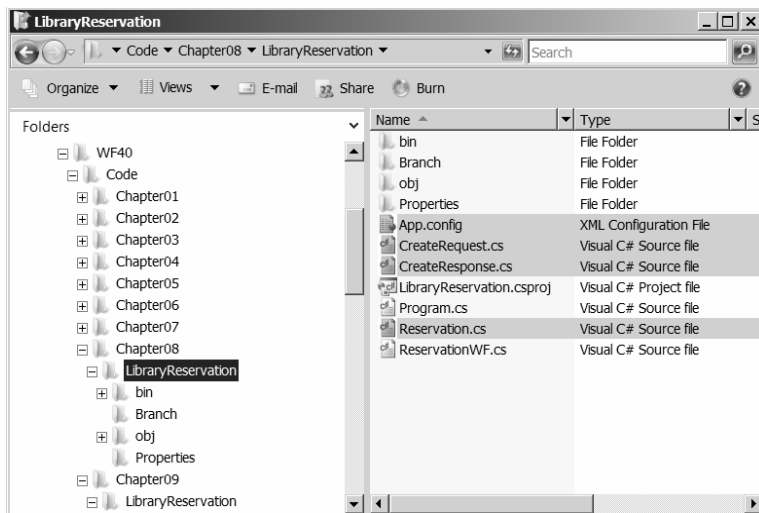 LibraryReservation
Code Chapter08 LibraryReservation
Search
Organize Views E-mail Share Burn
Folders
WF40
Code
Chapter01
Chapter02
Chapter03
Chapter04
Chapter05
Chapter06
Chapter07
Chapter08
LibraryReservation
bin
Branch
obj
Properties
Chapter09
LibraryReservation
Name Type S
bin File Folder
Branch File Folder
obj File Folder
Properties File Folder
App.config XML Configuration File
CreateRequest.cs Visual C# Source file
CreateResponse.cs Visual C# Source file
LibraryReservation.csproj Visual C# Project file
Program.cs Visual C# Source file
Reservation.cs Visual C# Source file
ReservationWF.cs Visual C# Source file